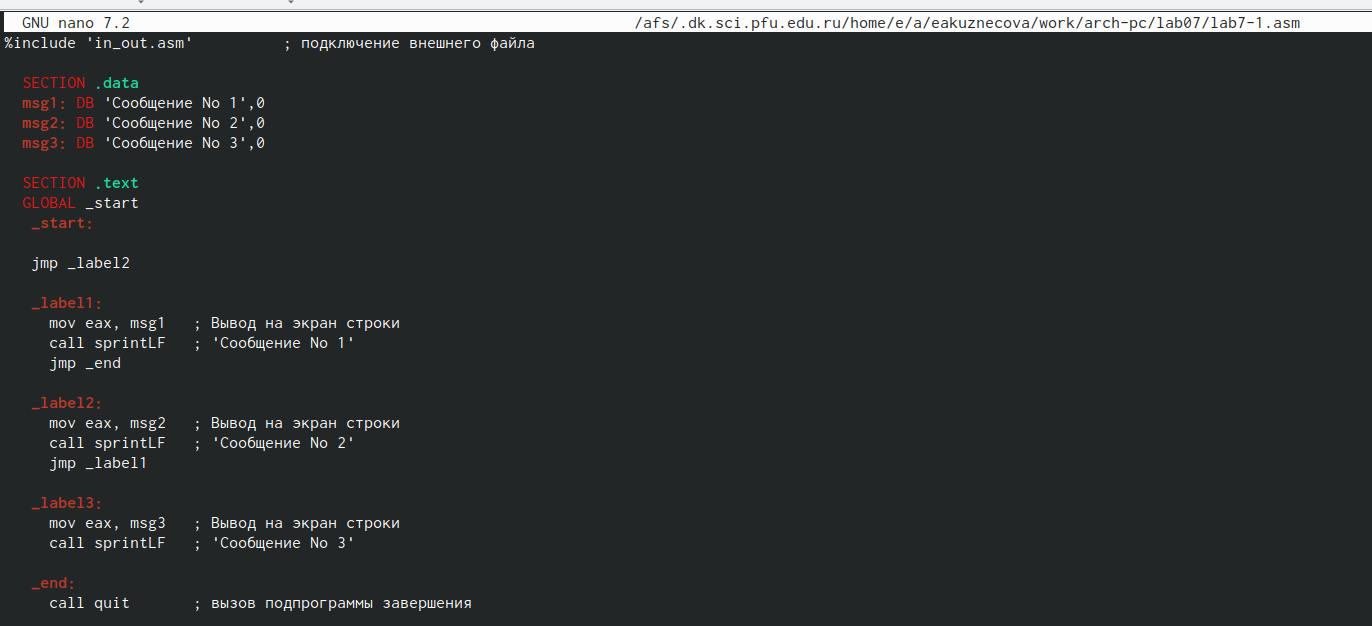 GNU nano 7.2 /afs/.dk.sci.pfu.edu.ru/home/e/a/eakuznecova/work/arch-pc/lab07/lab7-1.asm
%include 'in_out.asm' ; подключение внешнего файла
SECTION .data
msg1: DB 'Сообщение No 1',0
msg2: DB 'Сообщение No 2',0
msg3: DB 'Сообщение No 3',0
SECTION .text
GLOBAL _start
_start:
jmp _label2
_label1:
mov eax, msg1 ; Вывод на экран строки
call sprintLF ; 'Сообщение No 1'
jmp _end
_label2:
mov eax, msg2 ; Вывод на экран строки
call sprintLF ; 'Сообщение No 2'
jmp _label1
_label3:
mov eax, msg3 ; Вывод на экран строки
call sprintLF ; 'Сообщение No 3'
_end:
call quit ; вызов подпрограммы завершения